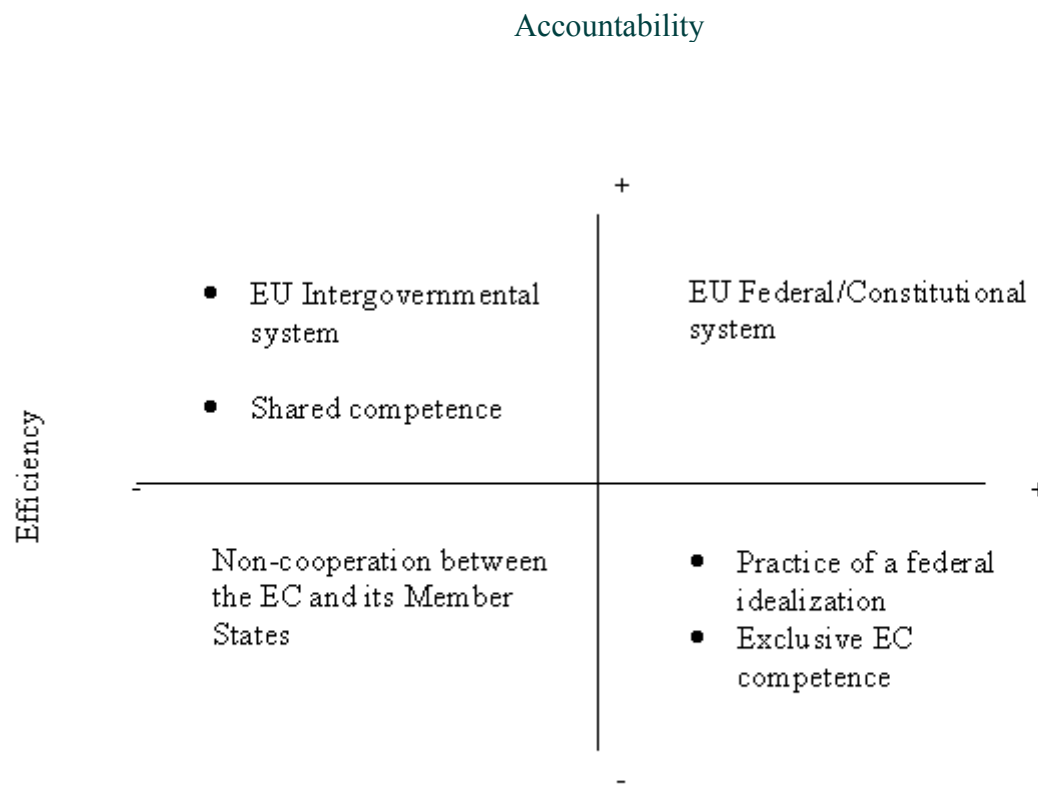 Accountability
+
• EU Intergovernmental
system
• Shared competence
EU Federal/Constitutional
system
Efficiency
-
+
Non-cooperation between
the EC and its Member
States
• Practice of a federal
idealization
• Exclusive EC
competence
-